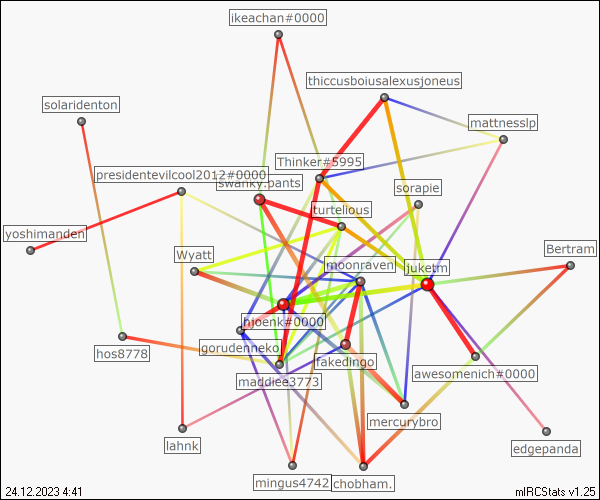 ikeachan#0000
thiccusboiusalexusjoneus
solaridenton
mattnesslp
Thinker#5995
presidentevilcool2012#0000
swanky.pants
sorapie
turtelious
yoshimanden
Wyatt
moonraven
juketm
Bertram
hjoenk#0000
gorudenneko
fakedingo
hos8778
maddiee3773
awesomenich#0000
mercurybro
lahnk
edgepanda
mingus4742
chobham.
24.12.2023 4:41
mIRCStats v1.25